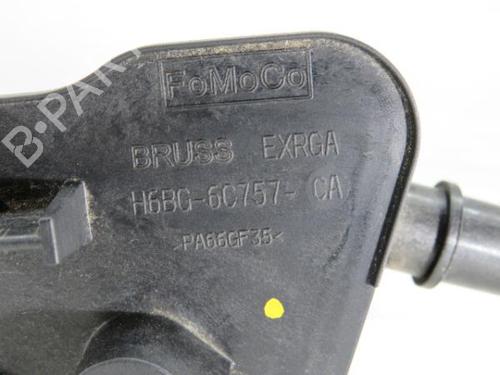 B-PARTS
FoMoCo
BRUSS EXRGA
H6BG-6C757- CA
>PA66GF35<